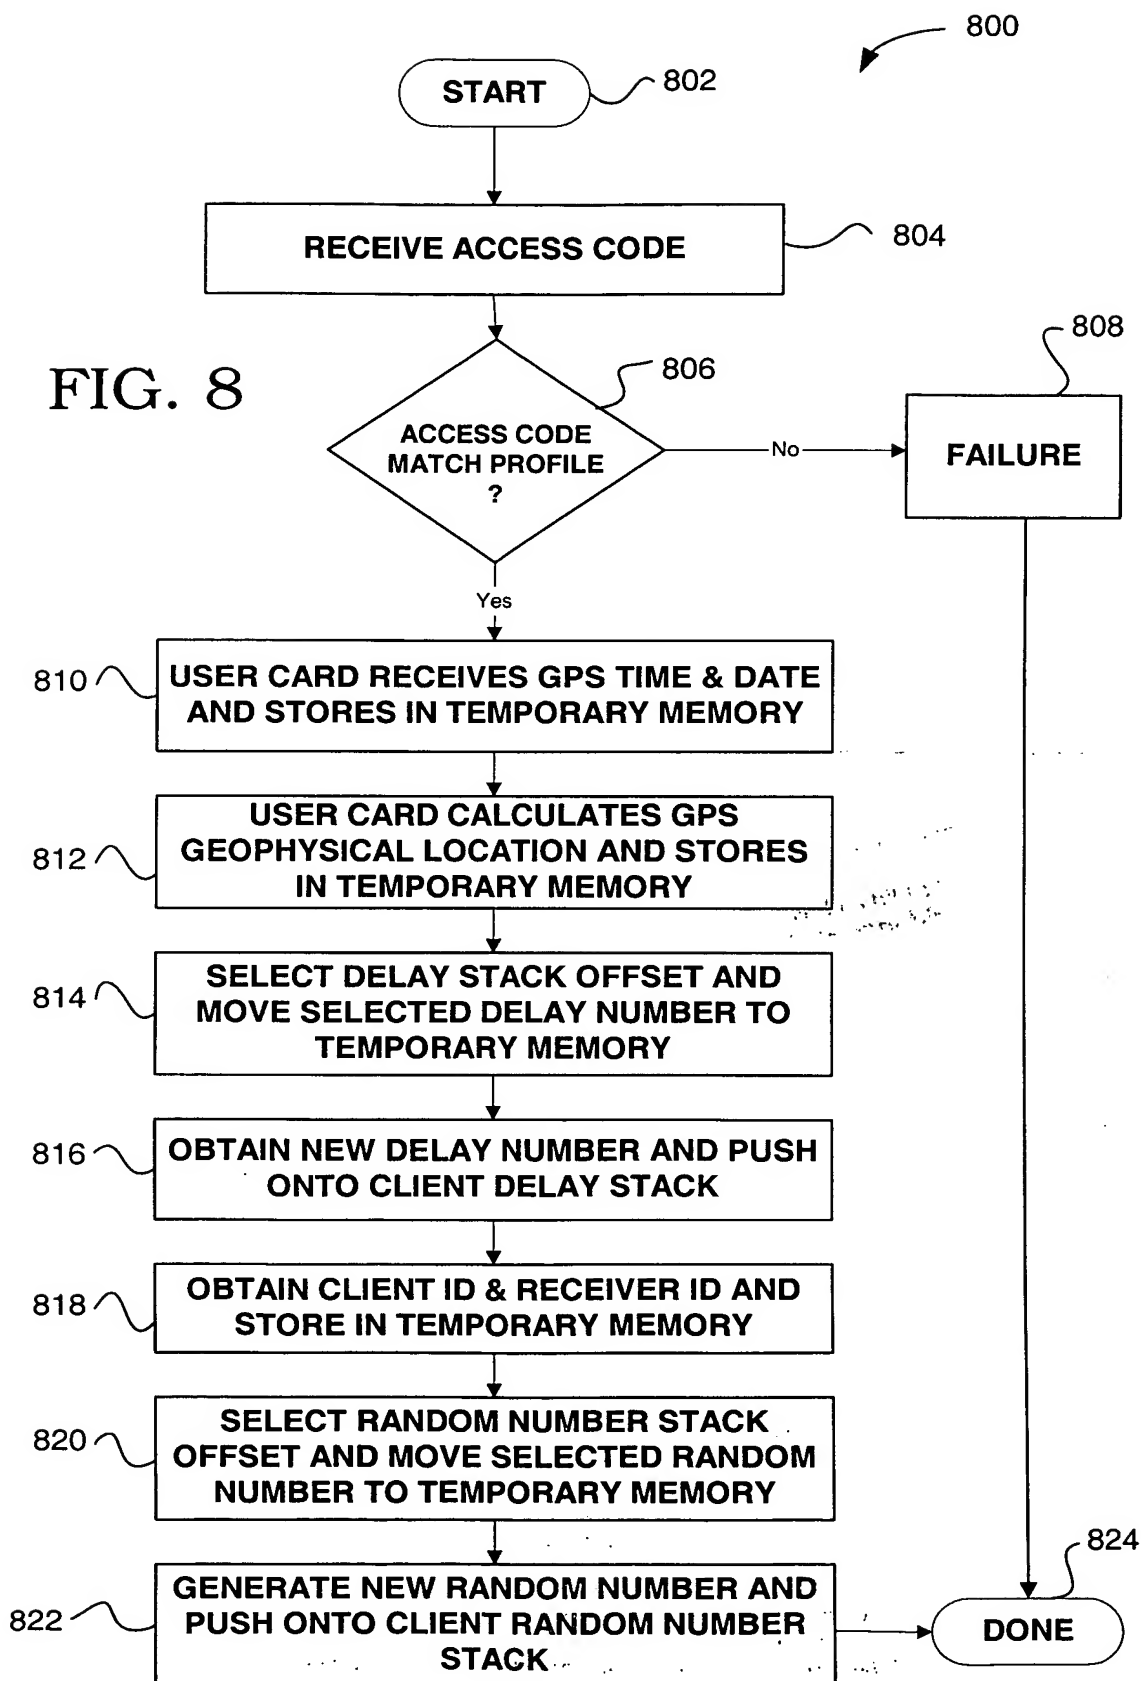 800
START
802
RECEIVE ACCESS CODE
804
FIG. 8
806
808
ACCESS CODE
MATCH PROFILE
?
No
FAILURE
Yes
810
USER CARD RECEIVES GPS TIME & DATE
AND STORES IN TEMPORARY MEMORY
812
USER CARD CALCULATES GPS
GEOPHYSICAL LOCATION AND STORES
IN TEMPORARY MEMORY
814
SELECT DELAY STACK OFFSET AND
MOVE SELECTED DELAY NUMBER TO
TEMPORARY MEMORY
816
OBTAIN NEW DELAY NUMBER AND PUSH
ONTO CLIENT DELAY STACK
818
OBTAIN CLIENT ID & RECEIVER ID AND
STORE IN TEMPORARY MEMORY
820
SELECT RANDOM NUMBER STACK
OFFSET AND MOVE SELECTED RANDOM
NUMBER TO TEMPORARY MEMORY
822
GENERATE NEW RANDOM NUMBER AND
PUSH ONTO CLIENT RANDOM NUMBER
STACK
824
DONE